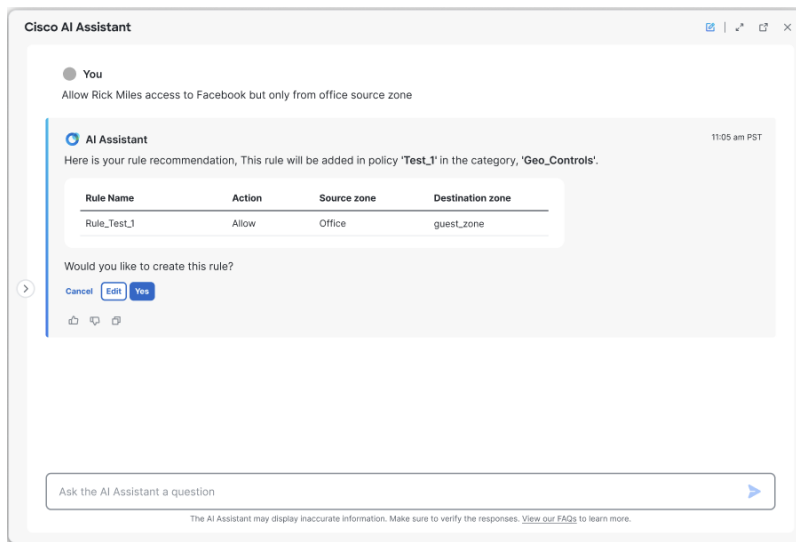 Cisco AI Assistant
You
Allow Rick Miles access to Facebook but only from office source zone
AI Assistant
11:05 am PST
Here is your rule recommendation, This rule will be added in policy 'Test_1' in the category, 'Geo_Controls'.
Rule Name Action Source zone Destination zone
Rule_Test_1 Allow Office guest_zone
Would you like to create this rule?
Cancel Edit Yes
Ask the AI Assistant a question
The AI Assistant may display inaccurate information. Make sure to verify the responses. View our FAQs to learn more.